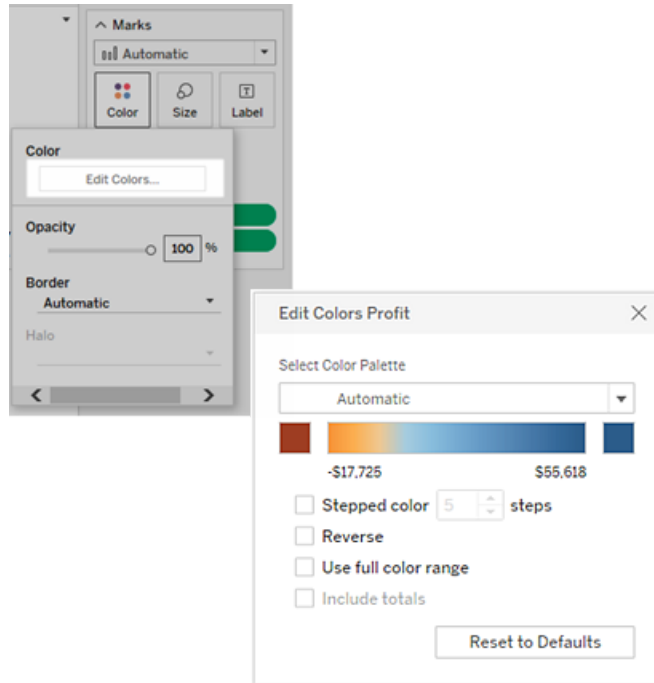 Marks
Automatic
Color Size Label
Color
Edit Colors...
Opacity
100 %
Border
Automatic
Halo
Edit Colors Profit
Select Color Palette
Automatic
-$17,725 $55,618
Stepped color 5 steps
Reverse
Use full color range
Include totals
Reset to Defaults